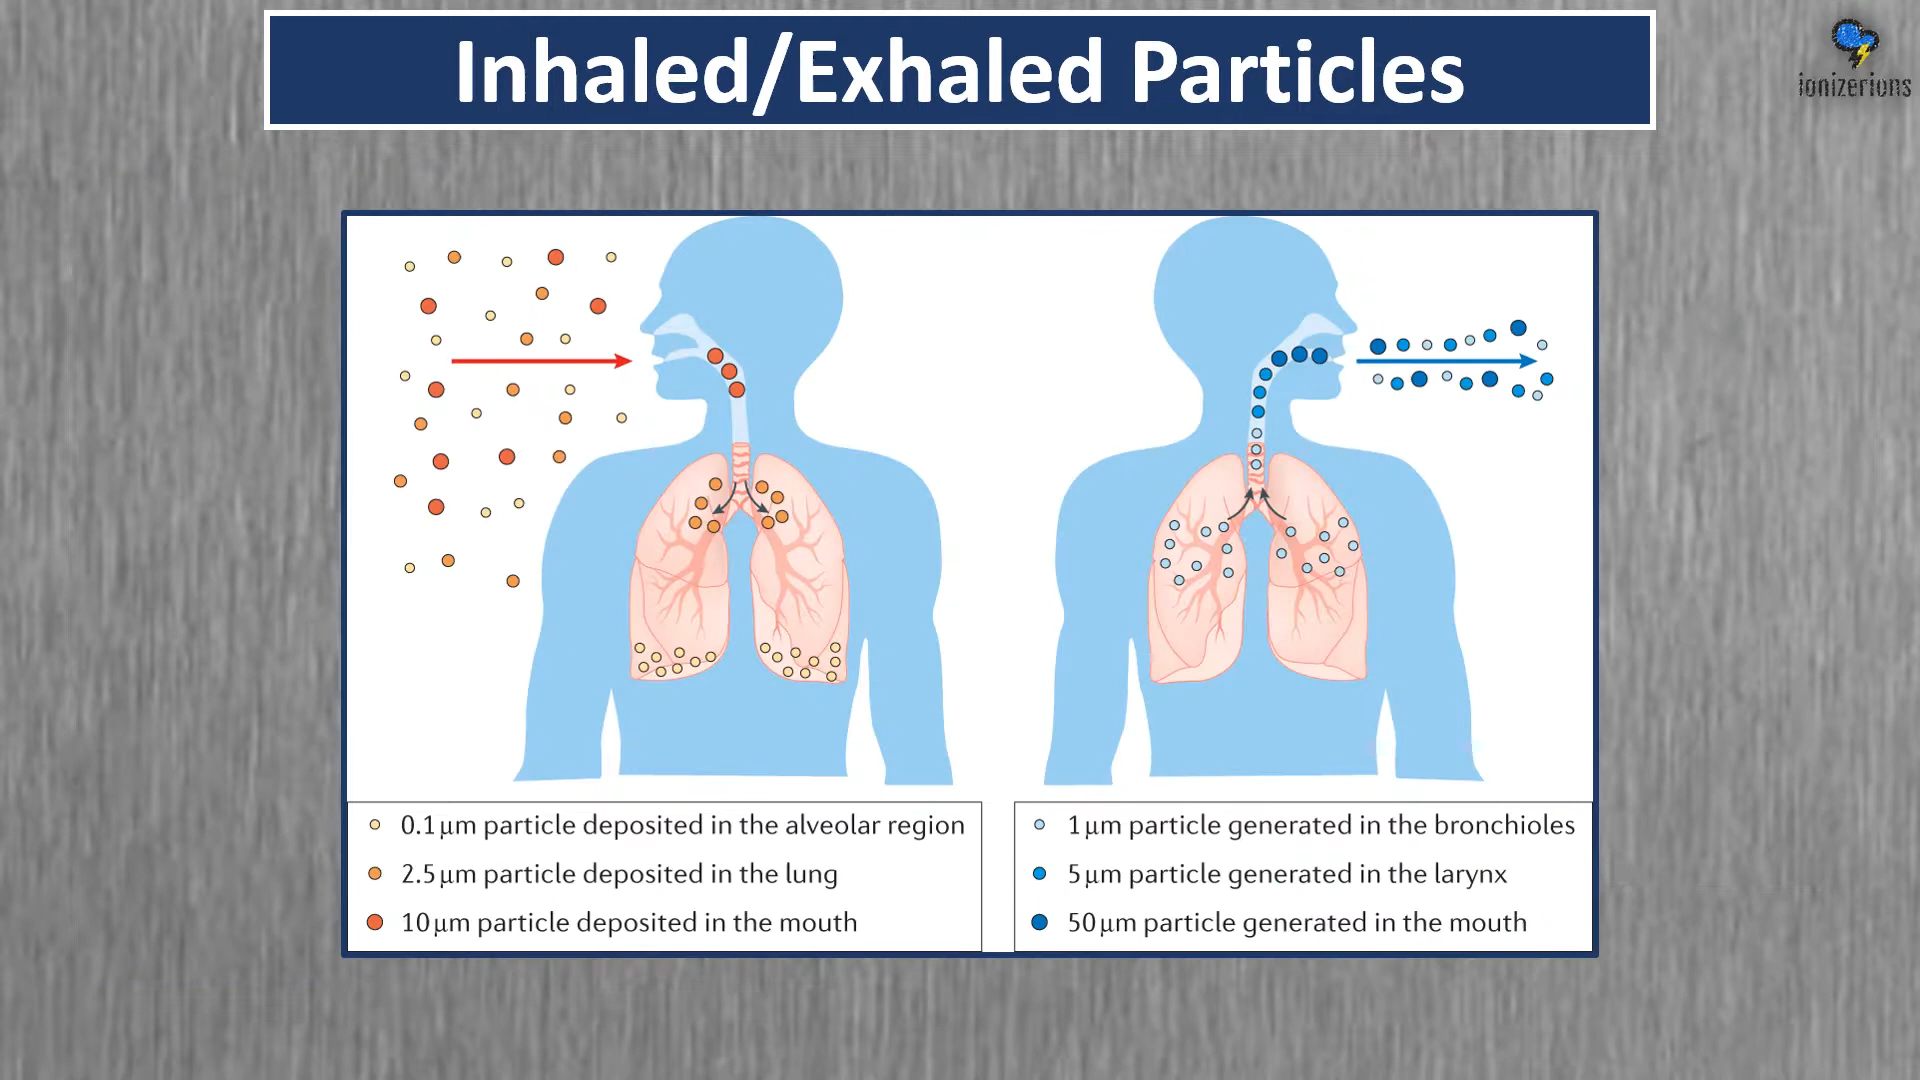 Inhaled/Exhaled Particles
ionizerions
0.1 μm particle deposited in the alveolar region
2.5 μm particle deposited in the lung
10 μm particle deposited in the mouth
1 μm particle generated in the bronchioles
5 μm particle generated in the larynx
50 μm particle generated in the mouth